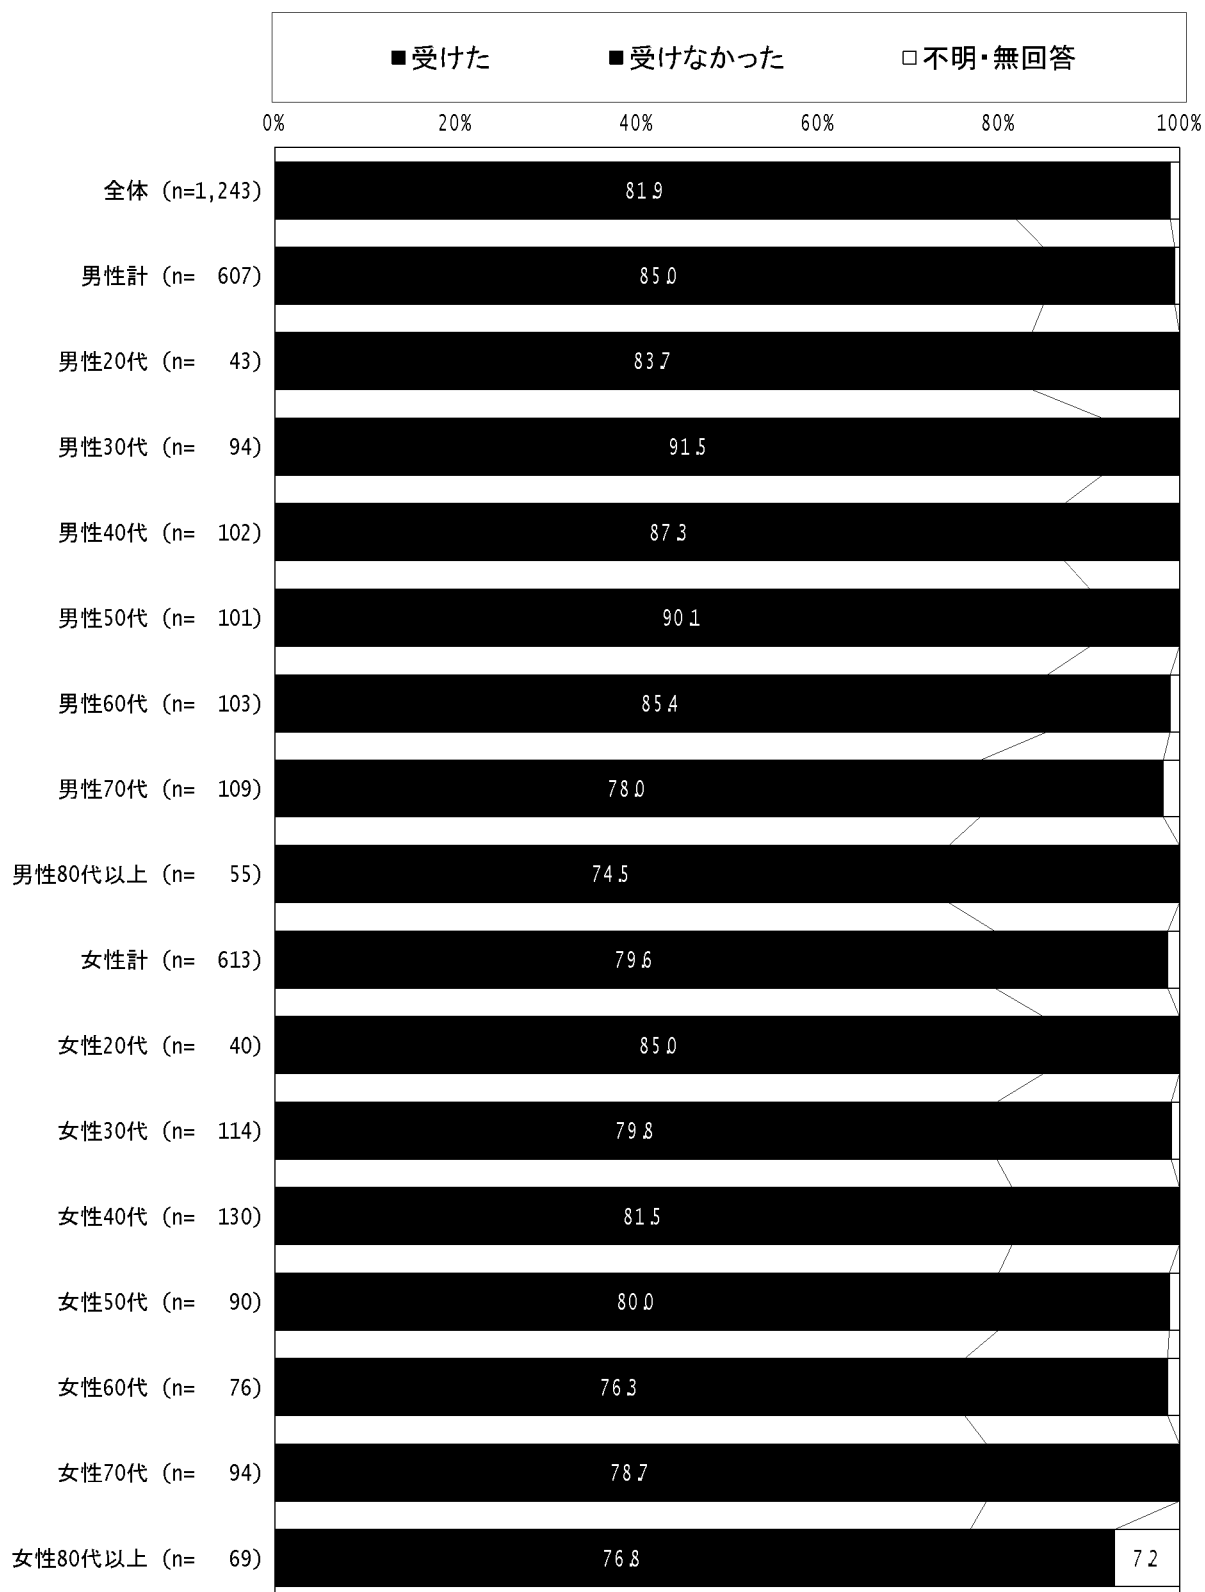 ■受けた ■受けなかった □不明・無回答
0% 20% 40% 60% 80% 100%
全体 (n=1,243) 81.9
男性計 (n= 607) 85.0
男性20代 (n= 43) 83.7
男性30代 (n= 94) 91.5
男性40代 (n= 102) 87.3
男性50代 (n= 101) 90.1
男性60代 (n= 103) 85.4
男性70代 (n= 109) 78.0
男性80代以上 (n= 55) 74.5
女性計 (n= 613) 79.6
女性20代 (n= 40) 85.0
女性30代 (n= 114) 79.8
女性40代 (n= 130) 81.5
女性50代 (n= 90) 80.0
女性60代 (n= 76) 76.3
女性70代 (n= 94) 78.7
女性80代以上 (n= 69) 76.8 7.2